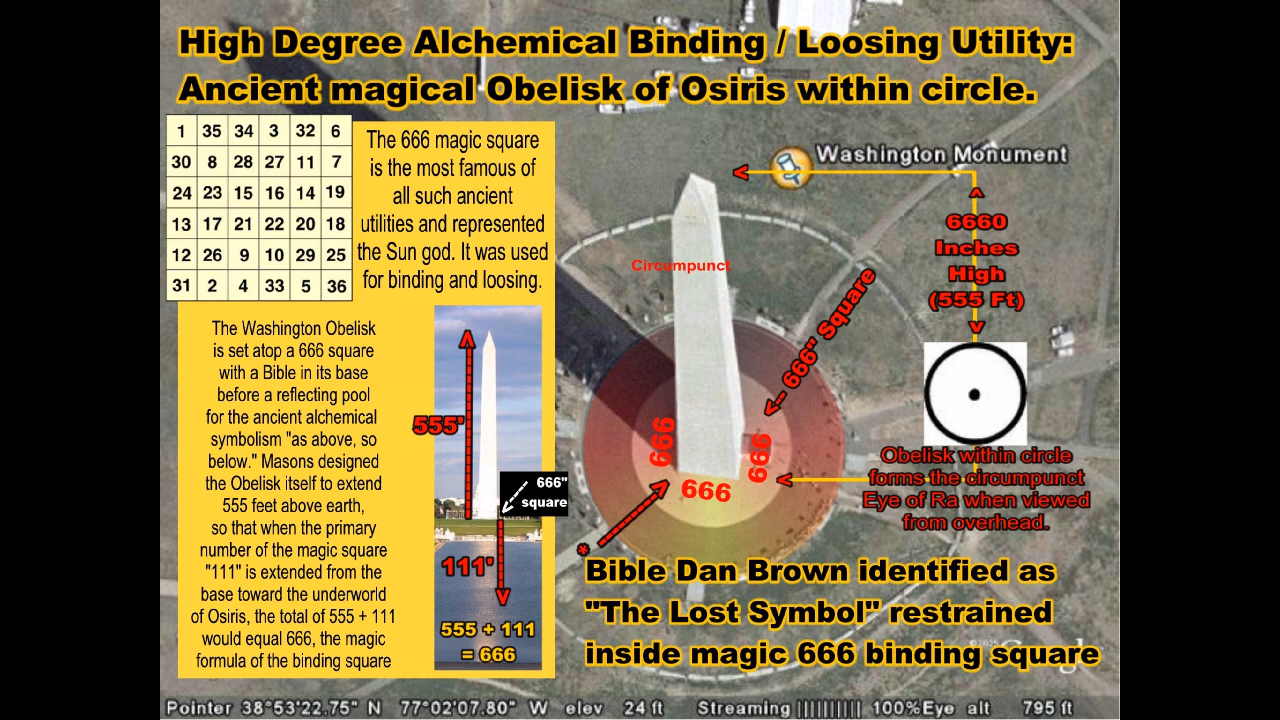 High Degree Alchemical Binding / Loosing Utility:
Ancient magical Obelisk of Osiris within circle.
1 35 34 3 32 6
30 8 28 27 11 7
24 23 15 16 14 19
13 17 21 22 20 18
12 26 9 10 29 25
31 2 4 33 5 36
The 666 magic square
is the most famous of
all such ancient
utilities and represented
the Sun god. It was used
for binding and loosing.
The Washington Obelisk
is set atop a 666 square
with a Bible in its base
before a reflecting pool
for the ancient alchemical
symbolism "as above, so
below." Masons designed
the Obelisk itself to extend
555 feet above earth,
so that when the primary
number of the magic square
"111" is extended from the
base toward the underworld
of Osiris, the total of 555 + 111
would equal 666, the magic
formula of the binding square
555'
666"
square
111'
555 + 111
= 666
Washington Monument
6660
Inches
High
(555 Ft)
Circumpunct
666" Square
666
666
666
*
Obelisk within circle
forms the circumpunct
Eye of Ra when viewed
from overhead.
Bible Dan Brown identified as
"The Lost Symbol" restrained
inside magic 666 binding square
Google
Pointer 38°53'22.75" N 77°02'07.80" W elev 24 ft Streaming |||||||||| 100% Eye alt 795 ft